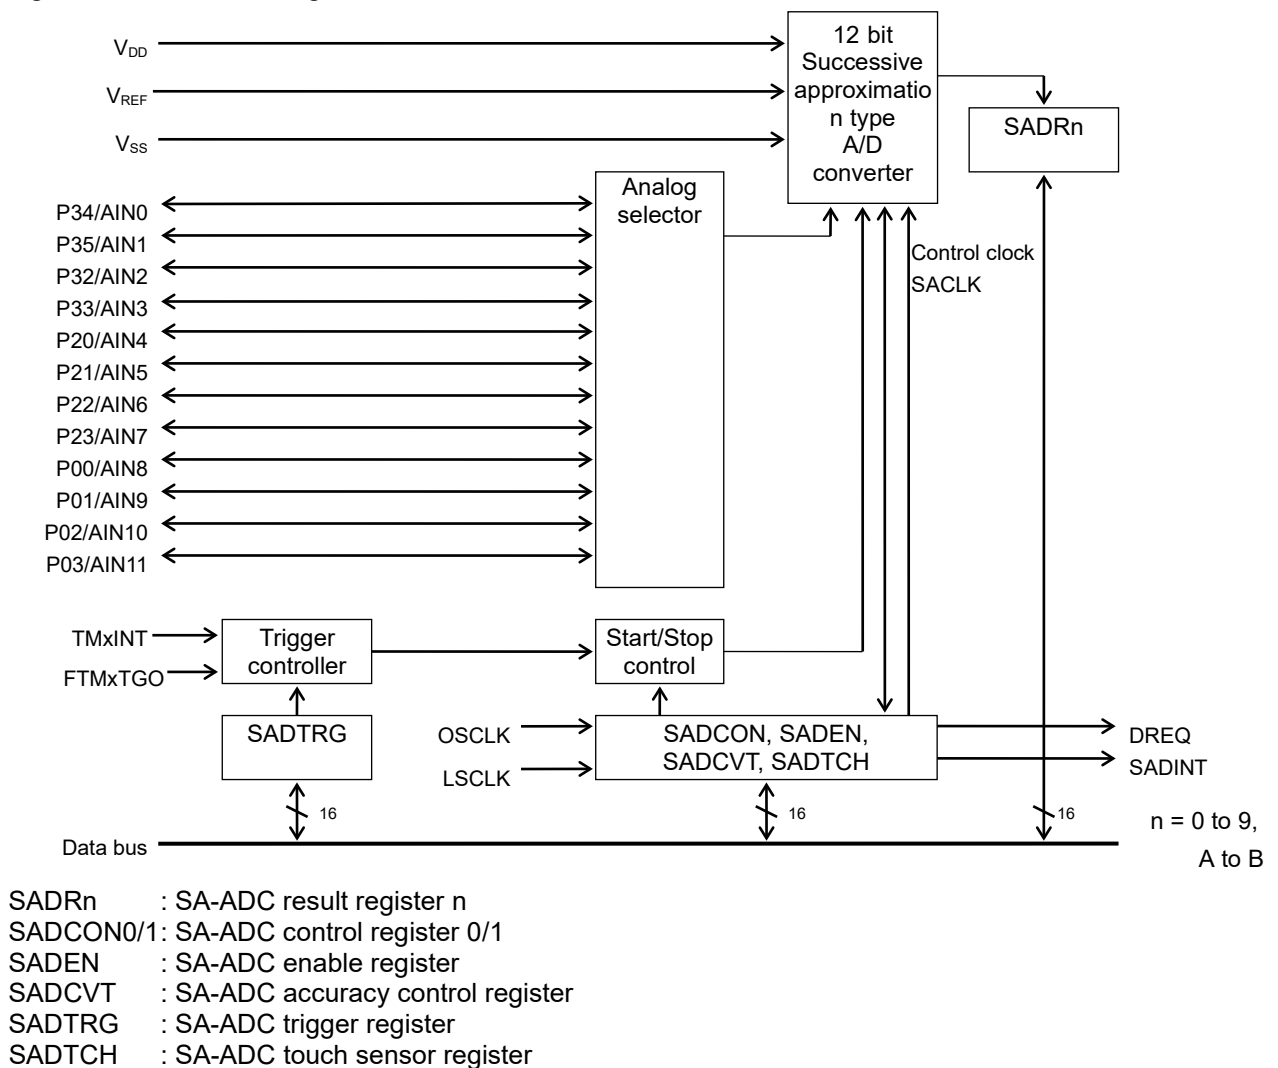 V_DD
V_REF
V_SS
12 bit
Successive
approximatio
n type
A/D
converter
SADRn
Analog
selector
P34/AIN0
P35/AIN1
P32/AIN2
P33/AIN3
P20/AIN4
P21/AIN5
P22/AIN6
P23/AIN7
P00/AIN8
P01/AIN9
P02/AIN10
P03/AIN11
Control clock
SACLK
TMxINT
FTMxTGO
Trigger
controller
Start/Stop
control
SADTRG
OSCLK
LSCLK
SADCON, SADEN,
SADCVT, SADTCH
DREQ
SADINT
16
16
16
n = 0 to 9,
A to B
Data bus
SADRn : SA-ADC result register n
SADCON0/1: SA-ADC control register 0/1
SADEN : SA-ADC enable register
SADCVT : SA-ADC accuracy control register
SADTRG : SA-ADC trigger register
SADTCH : SA-ADC touch sensor register